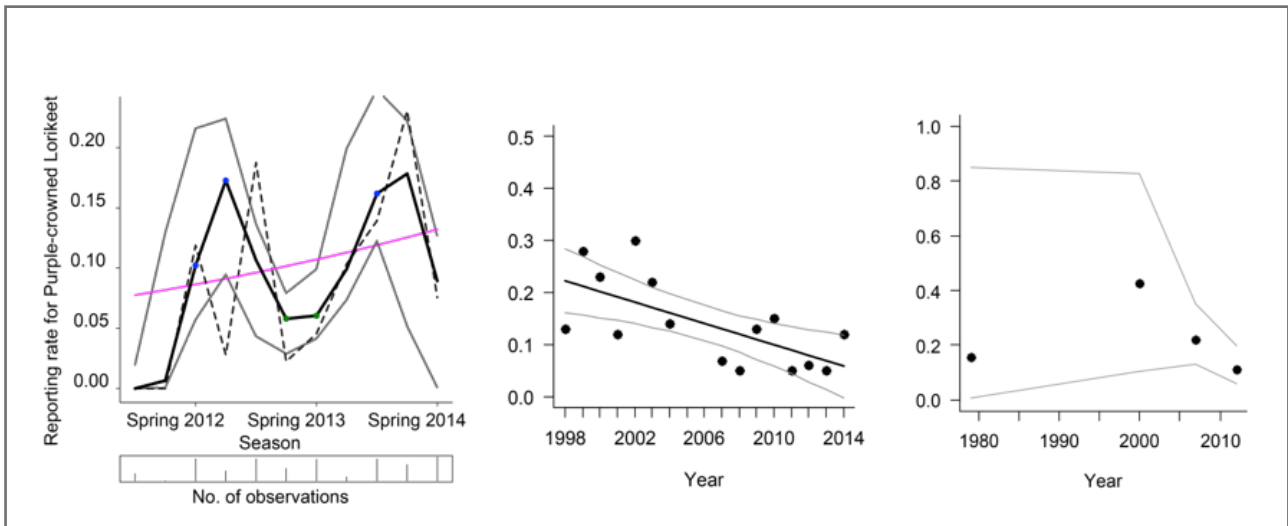 Reporting rate for Purple-crowned Lorikeet
0.20
0.15
0.10
0.05
0.00
Spring 2012 Spring 2013 Spring 2014
Season
No. of observations
0.5
0.4
0.3
0.2
0.1
0.0
1998 2002 2006 2010 2014
Year
1.0
0.8
0.6
0.4
0.2
0.0
1980 1990 2000 2010
Year